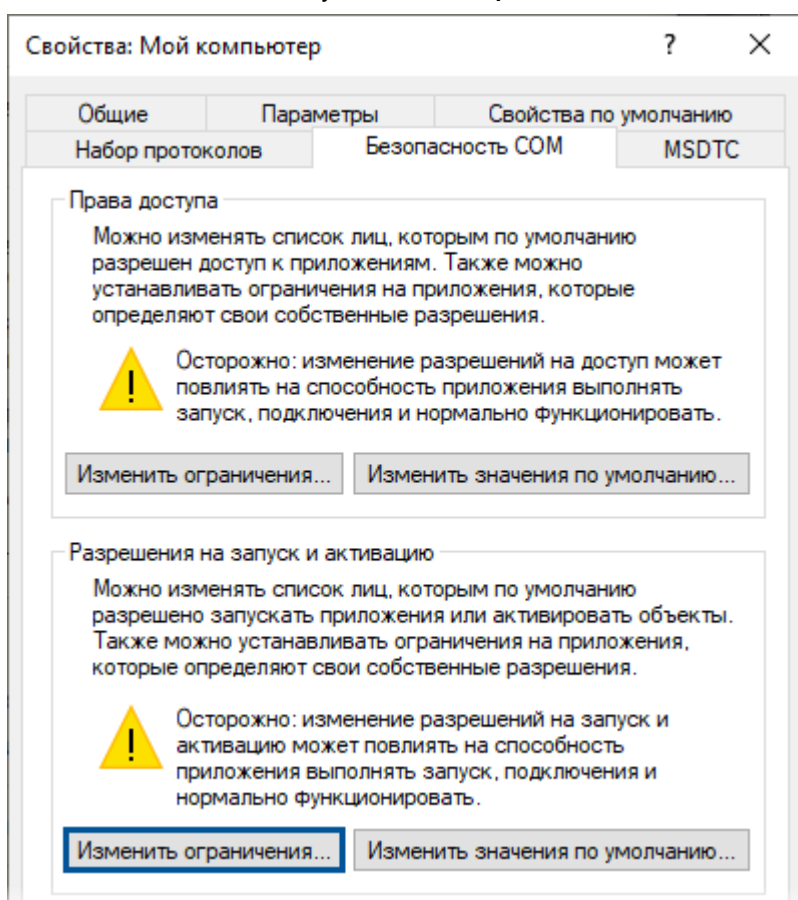 Свойства: Мой компьютер ? ×
Общие Параметры Свойства по умолчанию
Набор протоколов Безопасность COM MSDTC
Права доступа
Можно изменять список лиц, которым по умолчанию
разрешен доступ к приложениям. Также можно
устанавливать ограничения на приложения, которые
определяют свои собственные разрешения.
Осторожно: изменение разрешений на доступ может
повлиять на способность приложения выполнять
запуск, подключения и нормально функционировать.
Изменить ограничения... Изменить значения по умолчанию...
Разрешения на запуск и активацию
Можно изменять список лиц, которым по умолчанию
разрешено запускать приложения или активировать объекты.
Также можно устанавливать ограничения на приложения,
которые определяют свои собственные разрешения.
Осторожно: изменение разрешений на запуск и
активацию может повлиять на способность
приложения выполнять запуск, подключения и
нормально функционировать.
Изменить ограничения... Изменить значения по умолчанию...